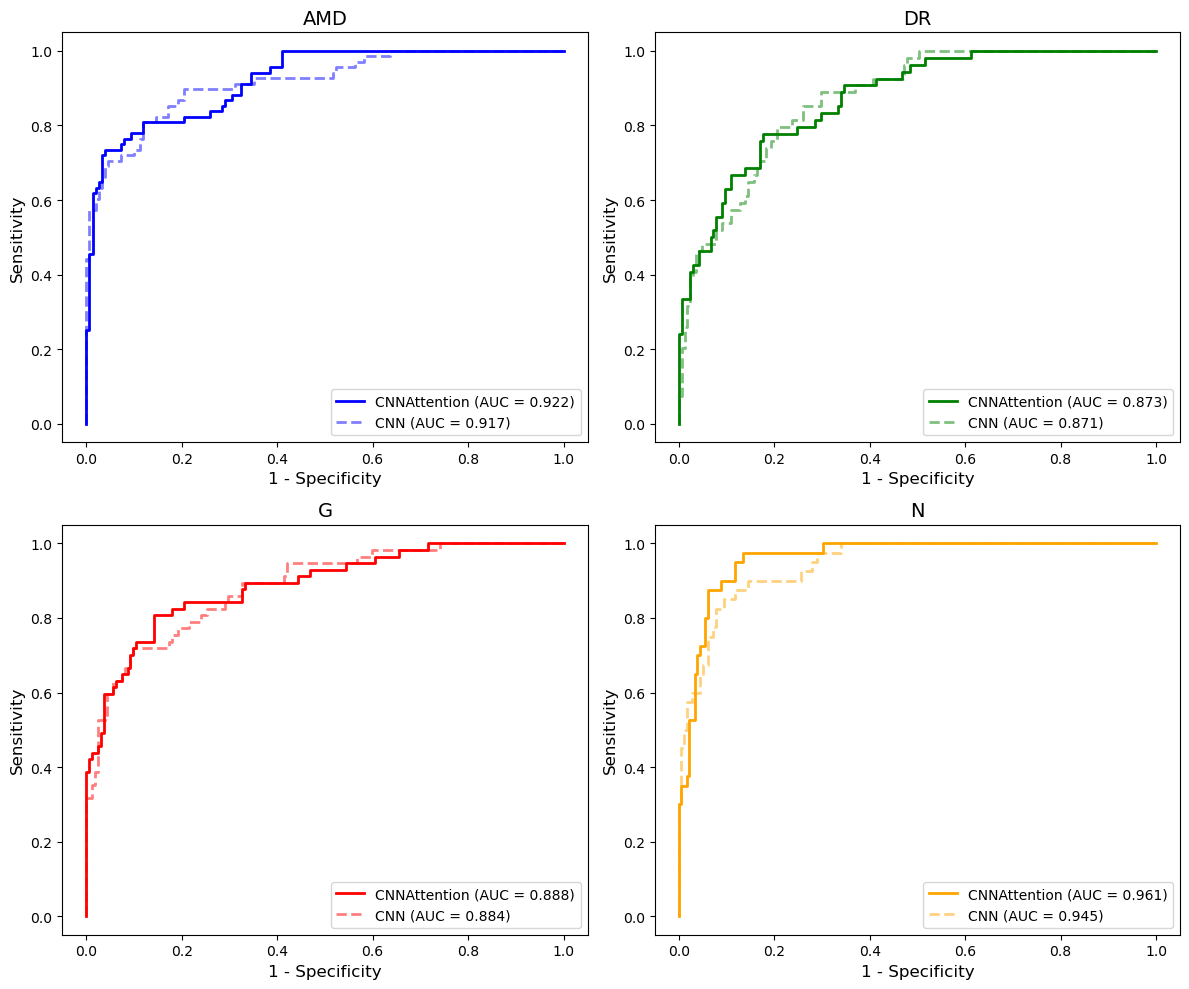 AMD
1.0
0.8
0.6
0.4
0.2
0.0
Sensitivity
CNNAttention (AUC = 0.922)
CNN (AUC = 0.917)
0.0 0.2 0.4 0.6 0.8 1.0
1 - Specificity
DR
1.0
0.8
0.6
0.4
0.2
0.0
Sensitivity
CNNAttention (AUC = 0.873)
CNN (AUC = 0.871)
0.0 0.2 0.4 0.6 0.8 1.0
1 - Specificity
G
1.0
0.8
0.6
0.4
0.2
0.0
Sensitivity
CNNAttention (AUC = 0.888)
CNN (AUC = 0.884)
0.0 0.2 0.4 0.6 0.8 1.0
1 - Specificity
N
1.0
0.8
0.6
0.4
0.2
0.0
Sensitivity
CNNAttention (AUC = 0.961)
CNN (AUC = 0.945)
0.0 0.2 0.4 0.6 0.8 1.0
1 - Specificity